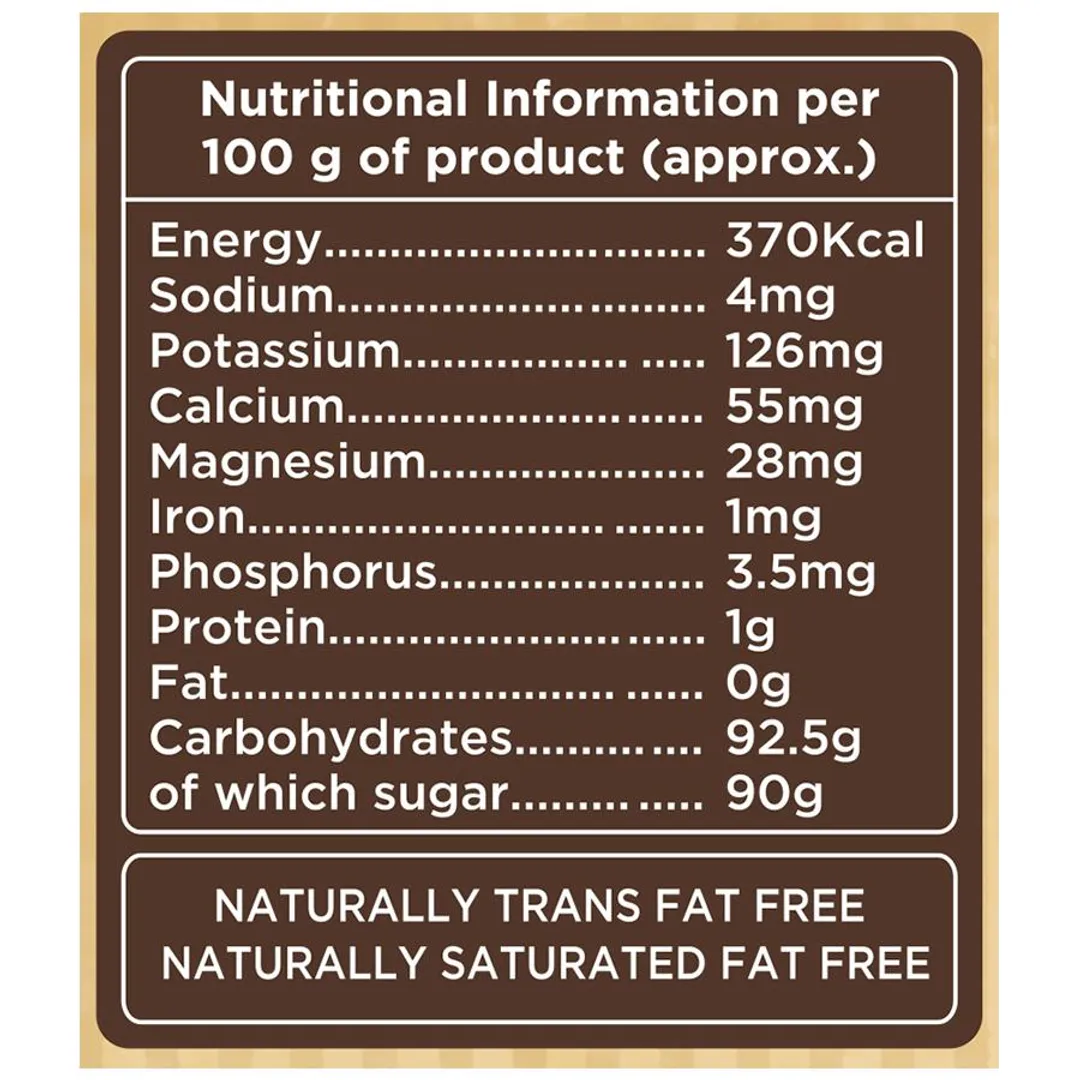 Nutritional Information per
100 g of product (approx.)
Energy............................. 370Kcal
Sodium............................ 4mg
Potassium................. ..... 126mg
Calcium........................... 55mg
Magnesium..................... 28mg
Iron........................... ....... 1mg
Phosphorus.................... 3.5mg
Protein............................ 1g
Fat............................. ...... 0g
Carbohydrates.............. 92.5g
of which sugar......... ..... 90g
NATURALLY TRANS FAT FREE
NATURALLY SATURATED FAT FREE